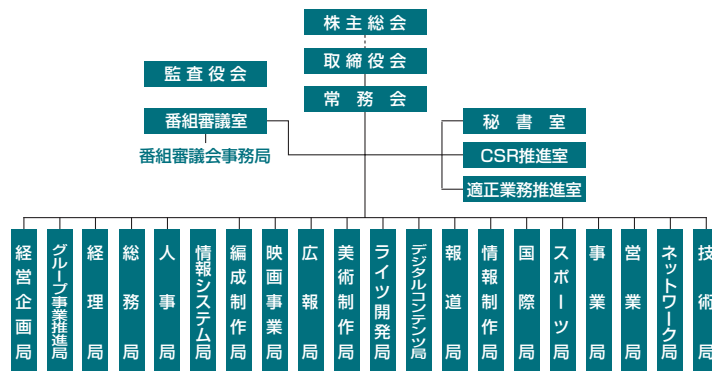 株主総会
取締役会
監査役会
常務会
番組審議室
秘書室
番組審議会事務局
CSR推進室
適正業務推進室
経営企画局
グループ事業推進局
経理局
総務局
人事局
情報システム局
編成制作局
映画事業局
広報局
美術制作局
ライツ開発局
デジタルコンテンツ局
報道局
情報制作局
国際局
スポーツ局
事業局
営業局
ネットワーク局
技術局